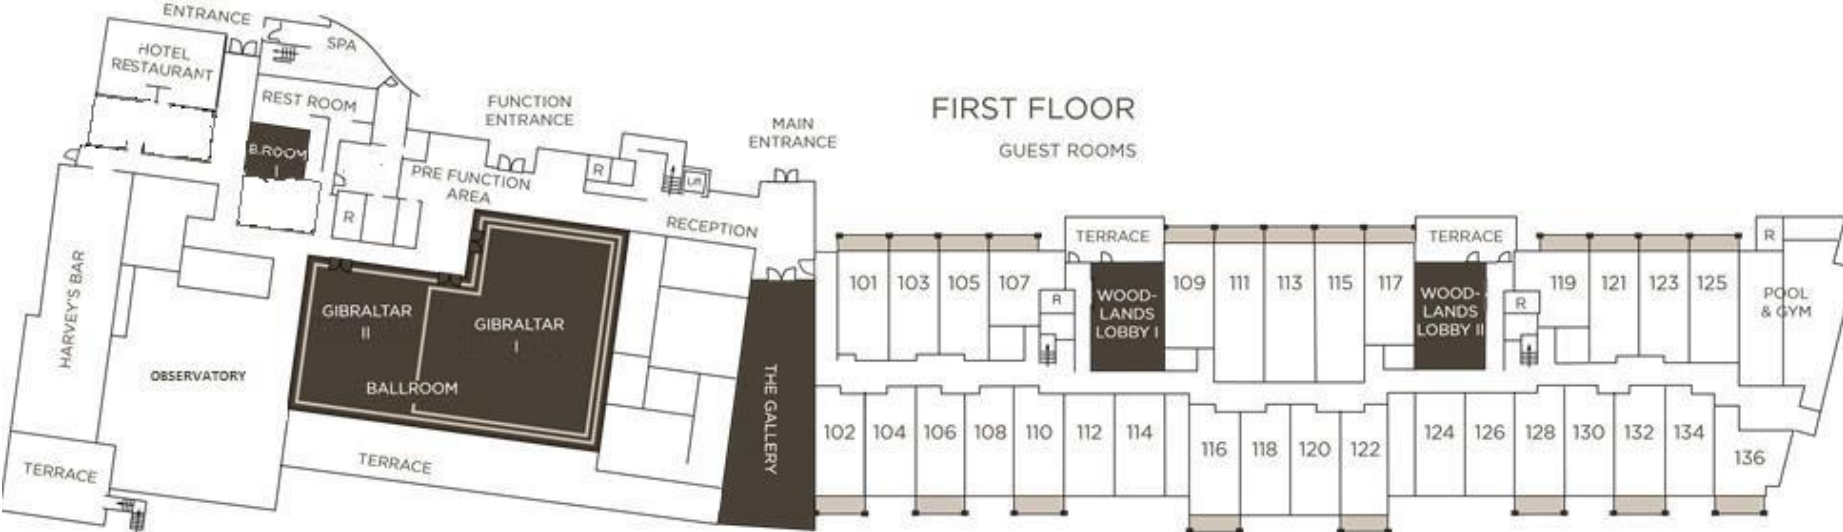 ENTRANCE
HOTEL
RESTAURANT
SPA
REST ROOM
B.ROOM
I
R
FUNCTION
ENTRANCE
PRE FUNCTION
AREA
R
Lift
MAIN
ENTRANCE
RECEPTION
HARVEY'S BAR
OBSERVATORY
GIBRALTAR
II
GIBRALTAR
I
BALLROOM
TERRACE
TERRACE
THE GALLERY
FIRST FLOOR
GUEST ROOMS
TERRACE
TERRACE
R
101
103
105
107
R
WOOD-
LANDS
LOBBY I
109
111
113
115
117
WOOD-
LANDS
LOBBY II
R
119
121
123
125
POOL
& GYM
102
104
106
108
110
112
114
116
118
120
122
124
126
128
130
132
134
136